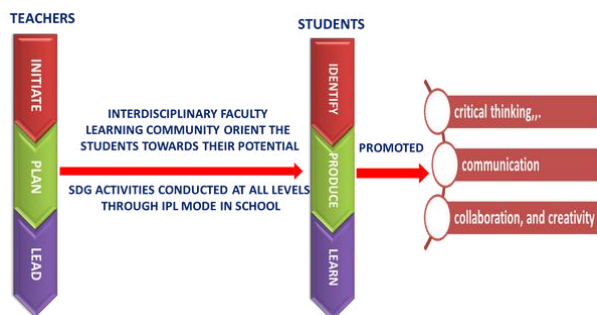 TEACHERS
INITIATE
PLAN
LEAD
INTERDISCIPLINARY FACULTY
LEARNING COMMUNITY ORIENT THE
STUDENTS TOWARDS THEIR POTENTIAL
SDG ACTIVITIES CONDUCTED AT ALL LEVELS
THROUGH IPL MODE IN SCHOOL
STUDENTS
IDENTIFY
PRODUCE
LEARN
PROMOTED
critical thinking,,.
communication
collaboration, and creativity